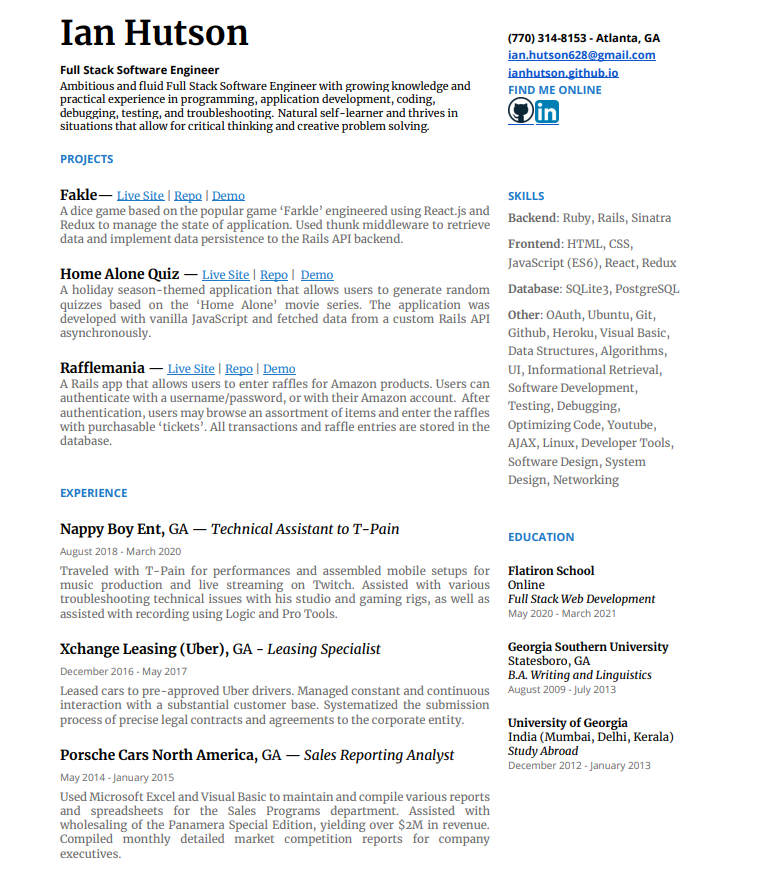 Ian Hutson
Full Stack Software Engineer
Ambitious and fluid Full Stack Software Engineer with growing knowledge and
practical experience in programming, application development, coding,
debugging, testing, and troubleshooting. Natural self-learner and thrives in
situations that allow for critical thinking and creative problem solving.
(770) 314-8153 - Atlanta, GA
ian.hutson628@gmail.com
ianhutson.github.io
FIND ME ONLINE
in
PROJECTS
Fakle— Live Site | Repo | Demo
A dice game based on the popular game ‘Farkle’ engineered using React.js and
Redux to manage the state of application. Used thunk middleware to retrieve
data and implement data persistence to the Rails API backend.
Home Alone Quiz — Live Site | Repo | Demo
A holiday season-themed application that allows users to generate random
quizzes based on the ‘Home Alone’ movie series. The application was
developed with vanilla JavaScript and fetched data from a custom Rails API
asynchronously.
Rafflemania — Live Site | Repo | Demo
A Rails app that allows users to enter raffles for Amazon products. Users can
authenticate with a username/password, or with their Amazon account. After
authentication, users may browse an assortment of items and enter the raffles
with purchasable ‘tickets’. All transactions and raffle entries are stored in the
database.
EXPERIENCE
Nappy Boy Ent, GA — Technical Assistant to T-Pain
August 2018 - March 2020
Traveled with T-Pain for performances and assembled mobile setups for
music production and live streaming on Twitch. Assisted with various
troubleshooting technical issues with his studio and gaming rigs, as well as
assisted with recording using Logic and Pro Tools.
Xchange Leasing (Uber), GA - Leasing Specialist
December 2016 - May 2017
Leased cars to pre-approved Uber drivers. Managed constant and continuous
interaction with a substantial customer base. Systematized the submission
process of precise legal contracts and agreements to the corporate entity.
Porsche Cars North America, GA — Sales Reporting Analyst
May 2014 - January 2015
Used Microsoft Excel and Visual Basic to maintain and compile various reports
and spreadsheets for the Sales Programs department. Assisted with
wholesaling of the Panamera Special Edition, yielding over $2M in revenue.
Compiled monthly detailed market competition reports for company
executives.
SKILLS
Backend: Ruby, Rails, Sinatra
Frontend: HTML, CSS,
JavaScript (ES6), React, Redux
Database: SQLite3, PostgreSQL
Other: OAuth, Ubuntu, Git,
Github, Heroku, Visual Basic,
Data Structures, Algorithms,
UI, Informational Retrieval,
Software Development,
Testing, Debugging,
Optimizing Code, Youtube,
AJAX, Linux, Developer Tools,
Software Design, System
Design, Networking
EDUCATION
Flatiron School
Online
Full Stack Web Development
May 2020 - March 2021
Georgia Southern University
Statesboro, GA
B.A. Writing and Linguistics
August 2009 - July 2013
University of Georgia
India (Mumbai, Delhi, Kerala)
Study Abroad
December 2012 - January 2013